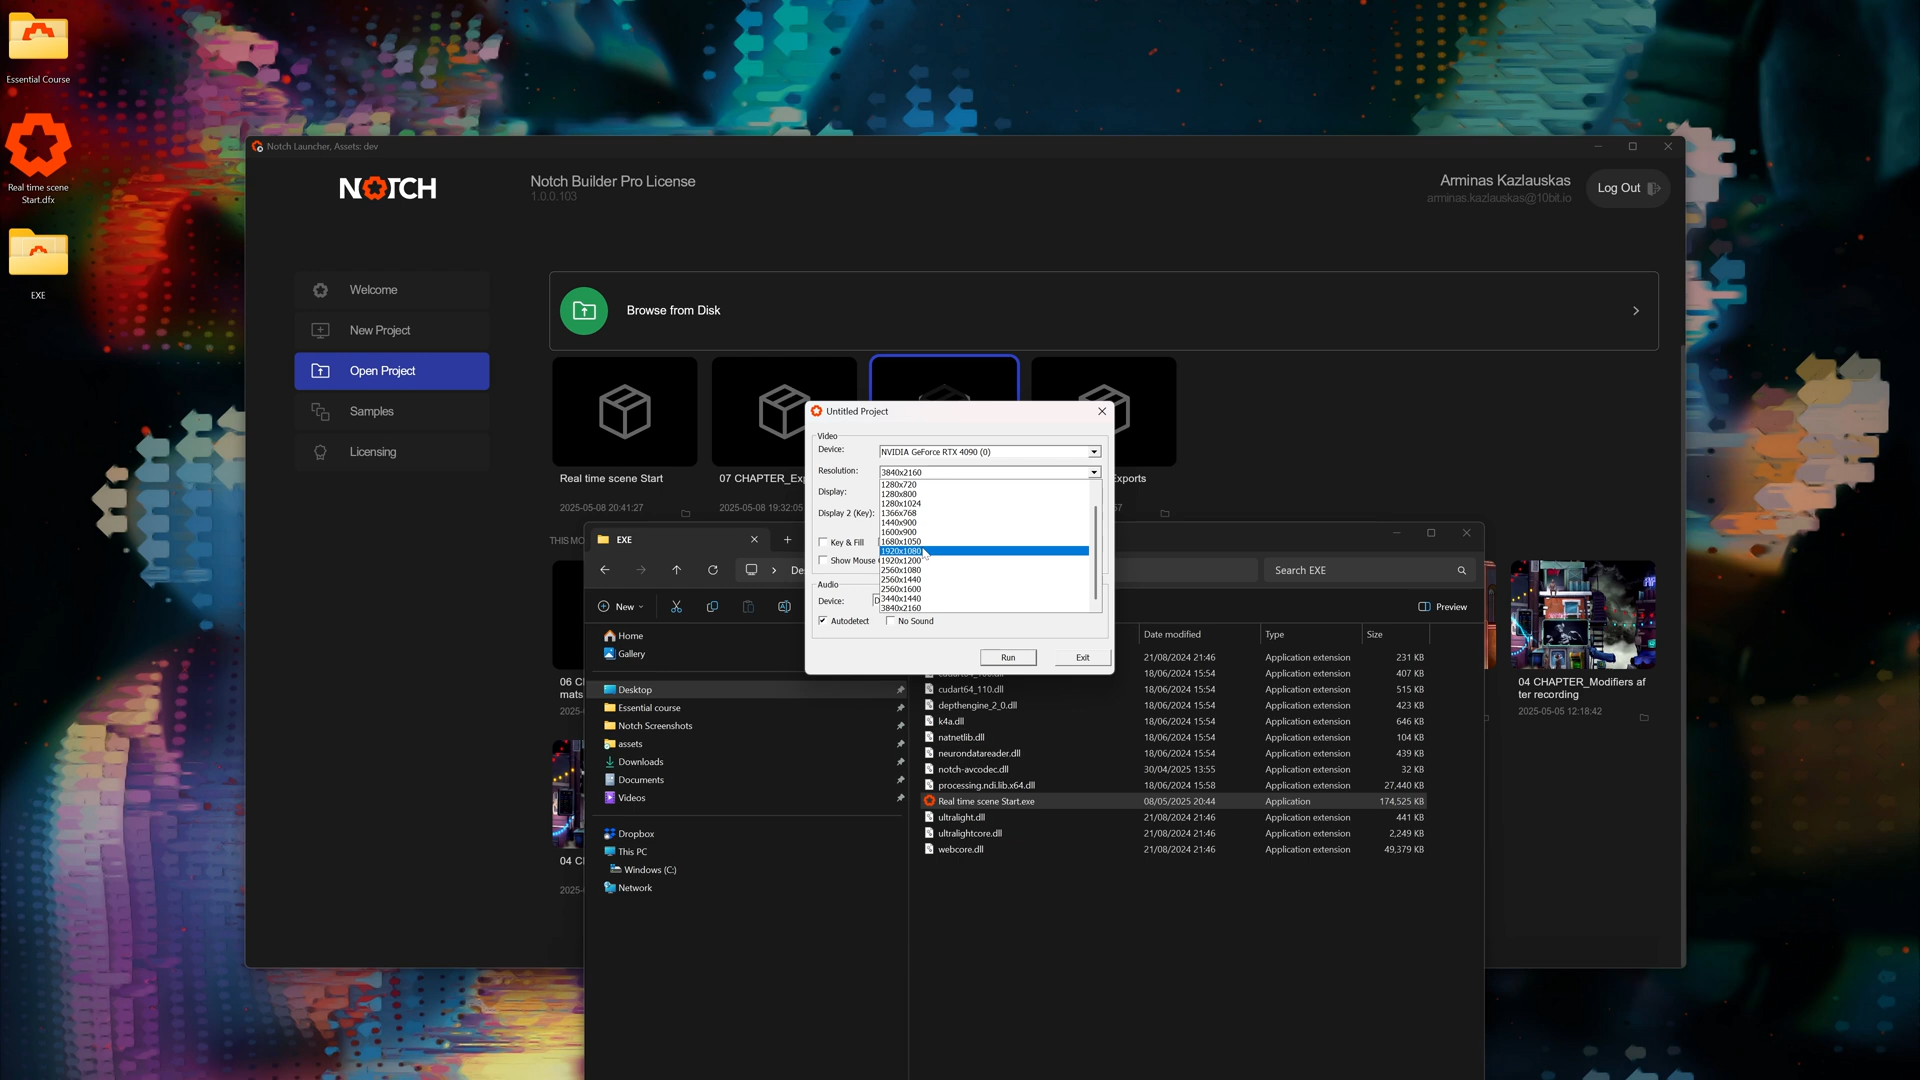 Essential Course
Real time scene
Start.dfx
EXE
Notch Launcher, Assets: dev
NOTCH
Notch Builder Pro License
1.0.0.103
Arminas Kazlauskas
arminas.kazlauskas@10bit.io
Log Out
Welcome
New Project
Open Project
Samples
Licensing
Browse from Disk
Real time scene Start
2025-05-08 20:41:27
07 CHAPTER_Exp
2025-05-08 19:32:05
Exports
57
THIS MO
06 C
mats
2025-
04 C
2025-
04 CHAPTER_Modifiers af
ter recording
2025-05-05 12:18:42
Untitled Project
Video
Device:
NVIDIA GeForce RTX 4090 (0)
Resolution:
3840x2160
Display:
Display 2 (Key):
Key & Fill
Show Mouse
1280x720
1280x800
1280x1024
1366x768
1440x900
1600x900
1680x1050
1920x1080
1920x1200
2560x1080
2560x1440
2560x1600
3440x1440
3840x2160
Audio
Device:
D
Autodetect
No Sound
Run
Exit
EXE
De
Search EXE
New
Preview
Home
Gallery
Desktop
Essential course
Notch Screenshots
assets
Downloads
Documents
Videos
Dropbox
This PC
Windows (C:)
Network
Date modified
Type
Size
21/08/2024 21:46
Application extension
231 KB
18/06/2024 15:54
Application extension
407 KB
cudart64_110.dll
18/06/2024 15:54
Application extension
515 KB
depthengine_2_0.dll
18/06/2024 15:54
Application extension
423 KB
k4a.dll
18/06/2024 15:58
Application extension
646 KB
natnetlib.dll
18/06/2024 15:54
Application extension
104 KB
neurondatareader.dll
18/06/2024 15:54
Application extension
439 KB
notch-avcodec.dll
30/04/2025 13:55
Application extension
32 KB
processing.ndi.lib.x64.dll
18/06/2024 15:58
Application extension
27,440 KB
Real time scene Start.exe
08/05/2025 20:44
Application
174,525 KB
ultralight.dll
21/08/2024 21:46
Application extension
441 KB
ultralightcore.dll
21/08/2024 21:46
Application extension
2,249 KB
webcore.dll
21/08/2024 21:46
Application extension
49,379 KB